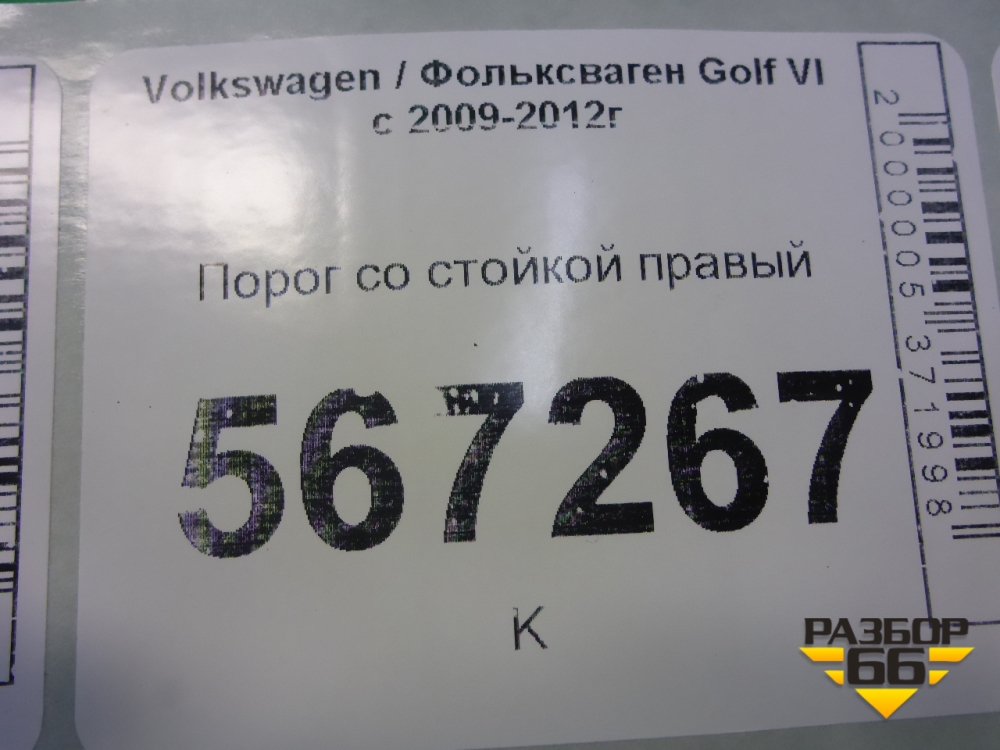 Volkswagen / Фольксваген Golf VI
с 2009-2012г
Порог со стойкой правый
567267
К
2000005371998
РАЗБОР
66